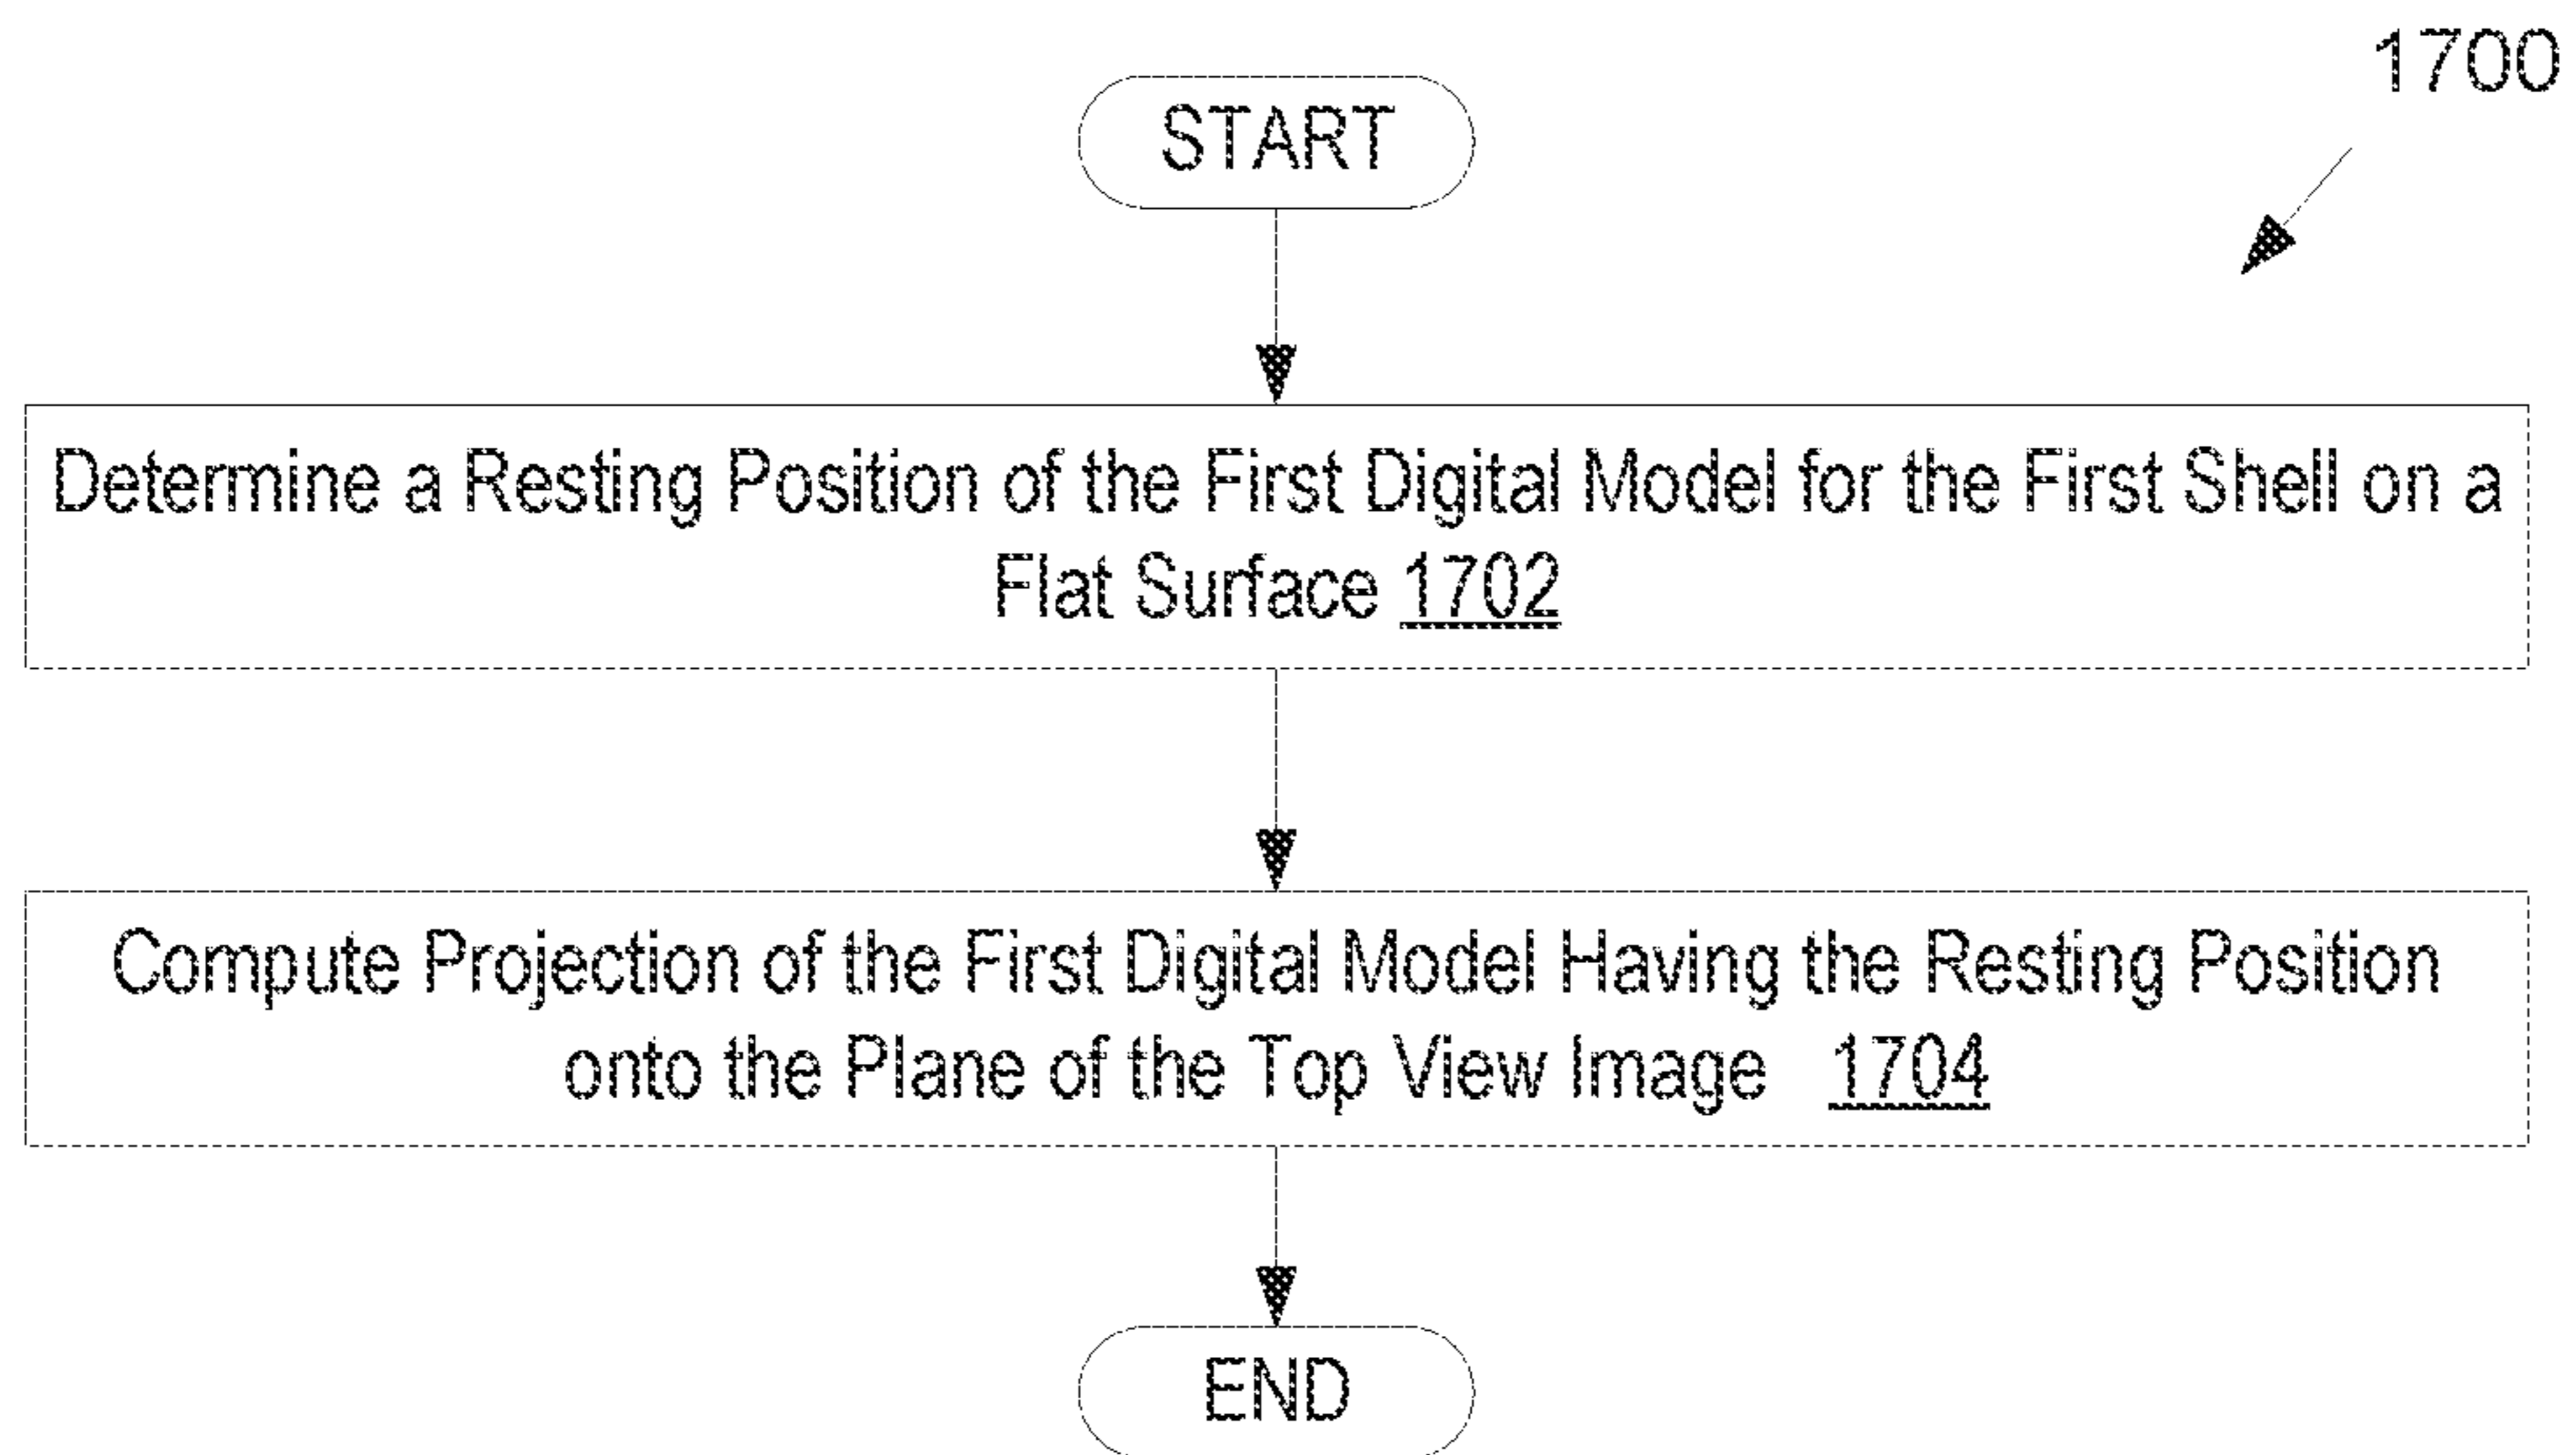 1700
START
Determine a Resting Position of the First Digital Model for the First Shell on a
Flat Surface 1702
Compute Projection of the First Digital Model Having the Resting Position
onto the Plane of the Top View Image 1704
END